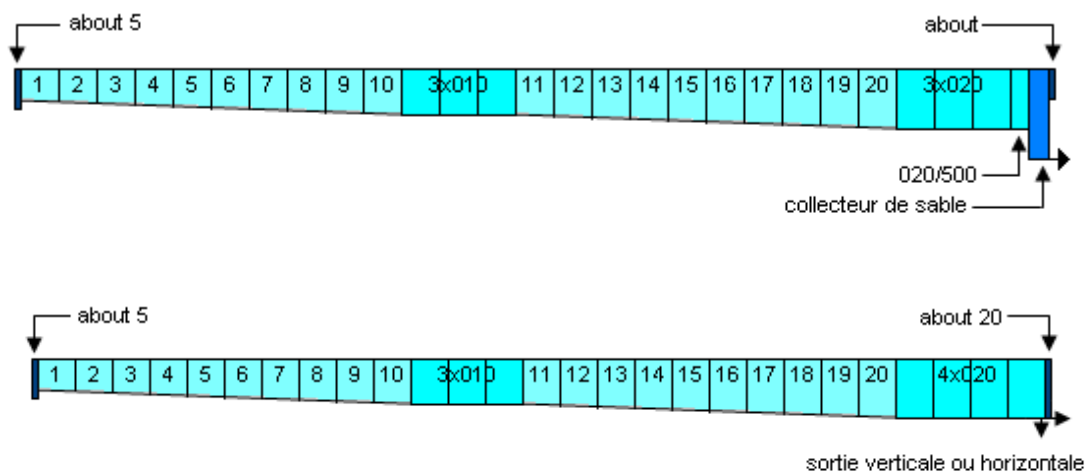 about 5
about
1 2 3 4 5 6 7 8 9 10 3x010 11 12 13 14 15 16 17 18 19 20 3x020
020/500
collecteur de sable
about 5
about 20
1 2 3 4 5 6 7 8 9 10 3x010 11 12 13 14 15 16 17 18 19 20 4x020
sortie verticale ou horizontale